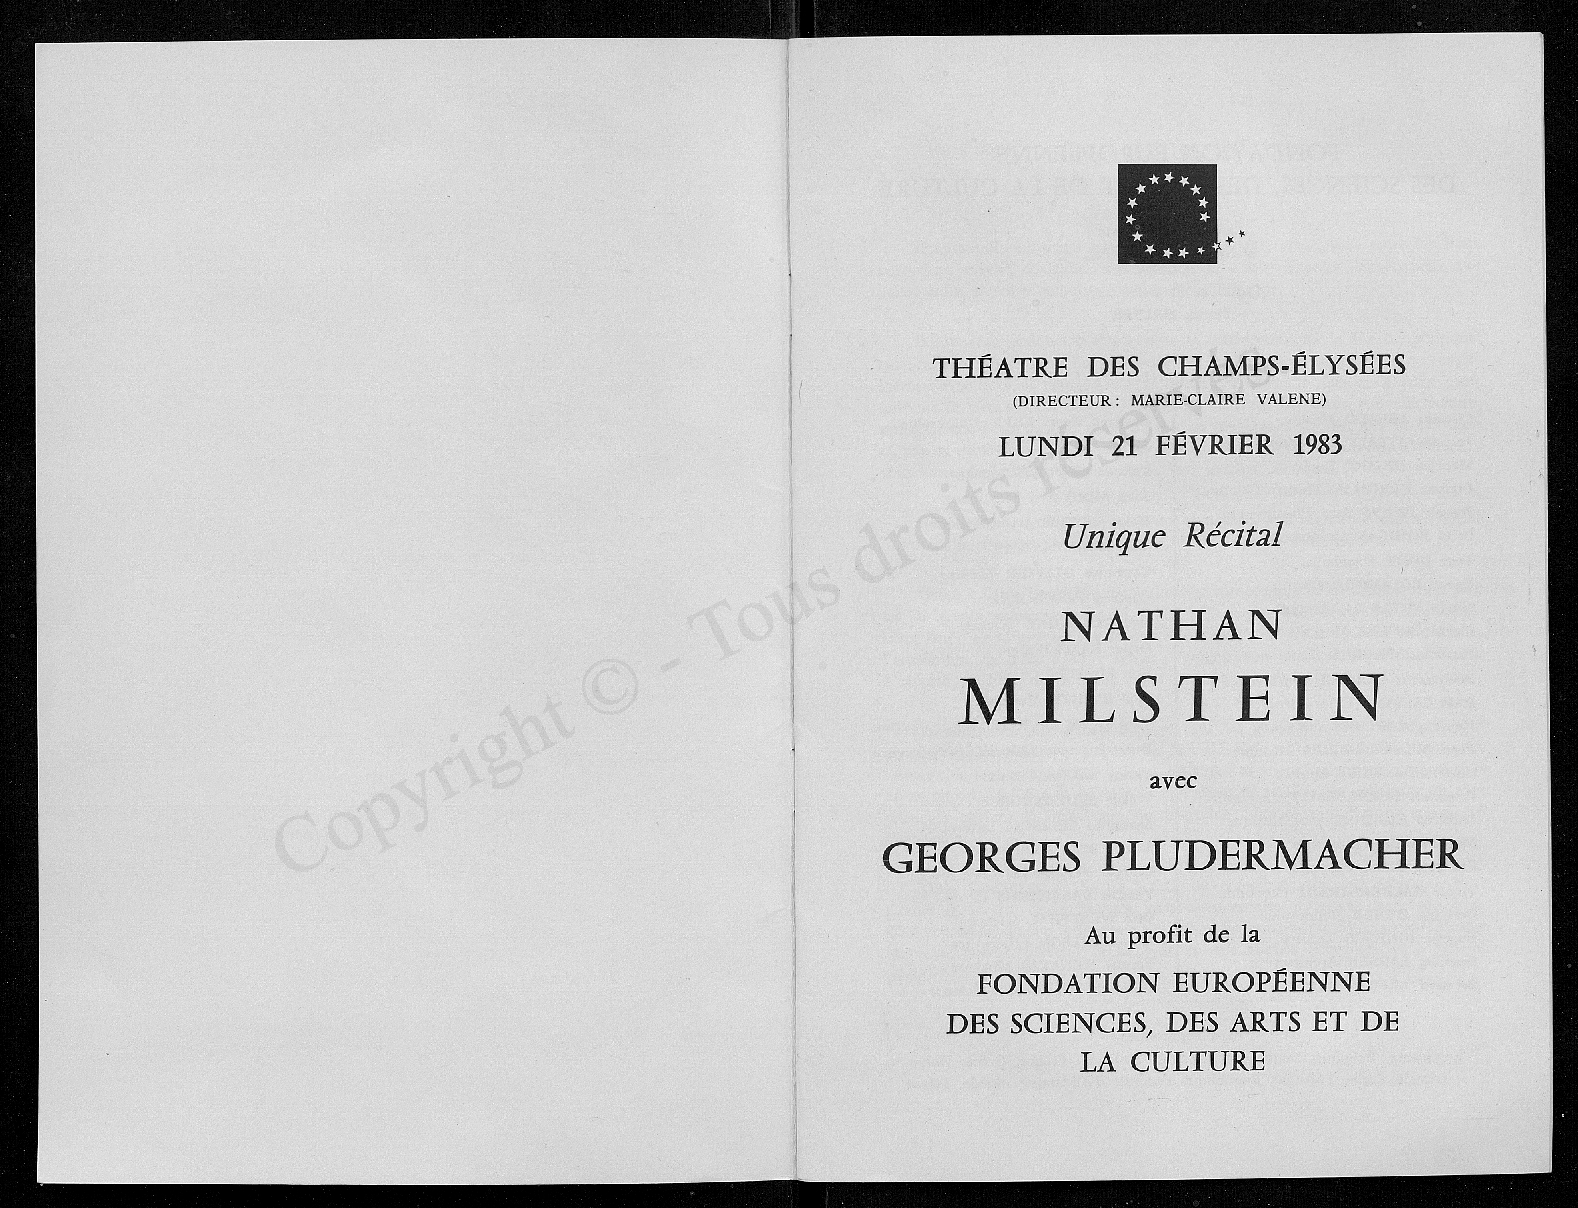 THÉATRE DES CHAMPS-ÉLYSÉES
(DIRECTEUR: MARIE-CLAIRE VALENE)
LUNDI 21 FÉVRIER 1983
Unique Récital
NATHAN
MILSTEIN
avec
GEORGES PLUDERMACHER
Au profit de la
FONDATION EUROPÉENNE
DES SCIENCES, DES ARTS ET DE
LA CULTURE
Copyright © - Tous droits réservés